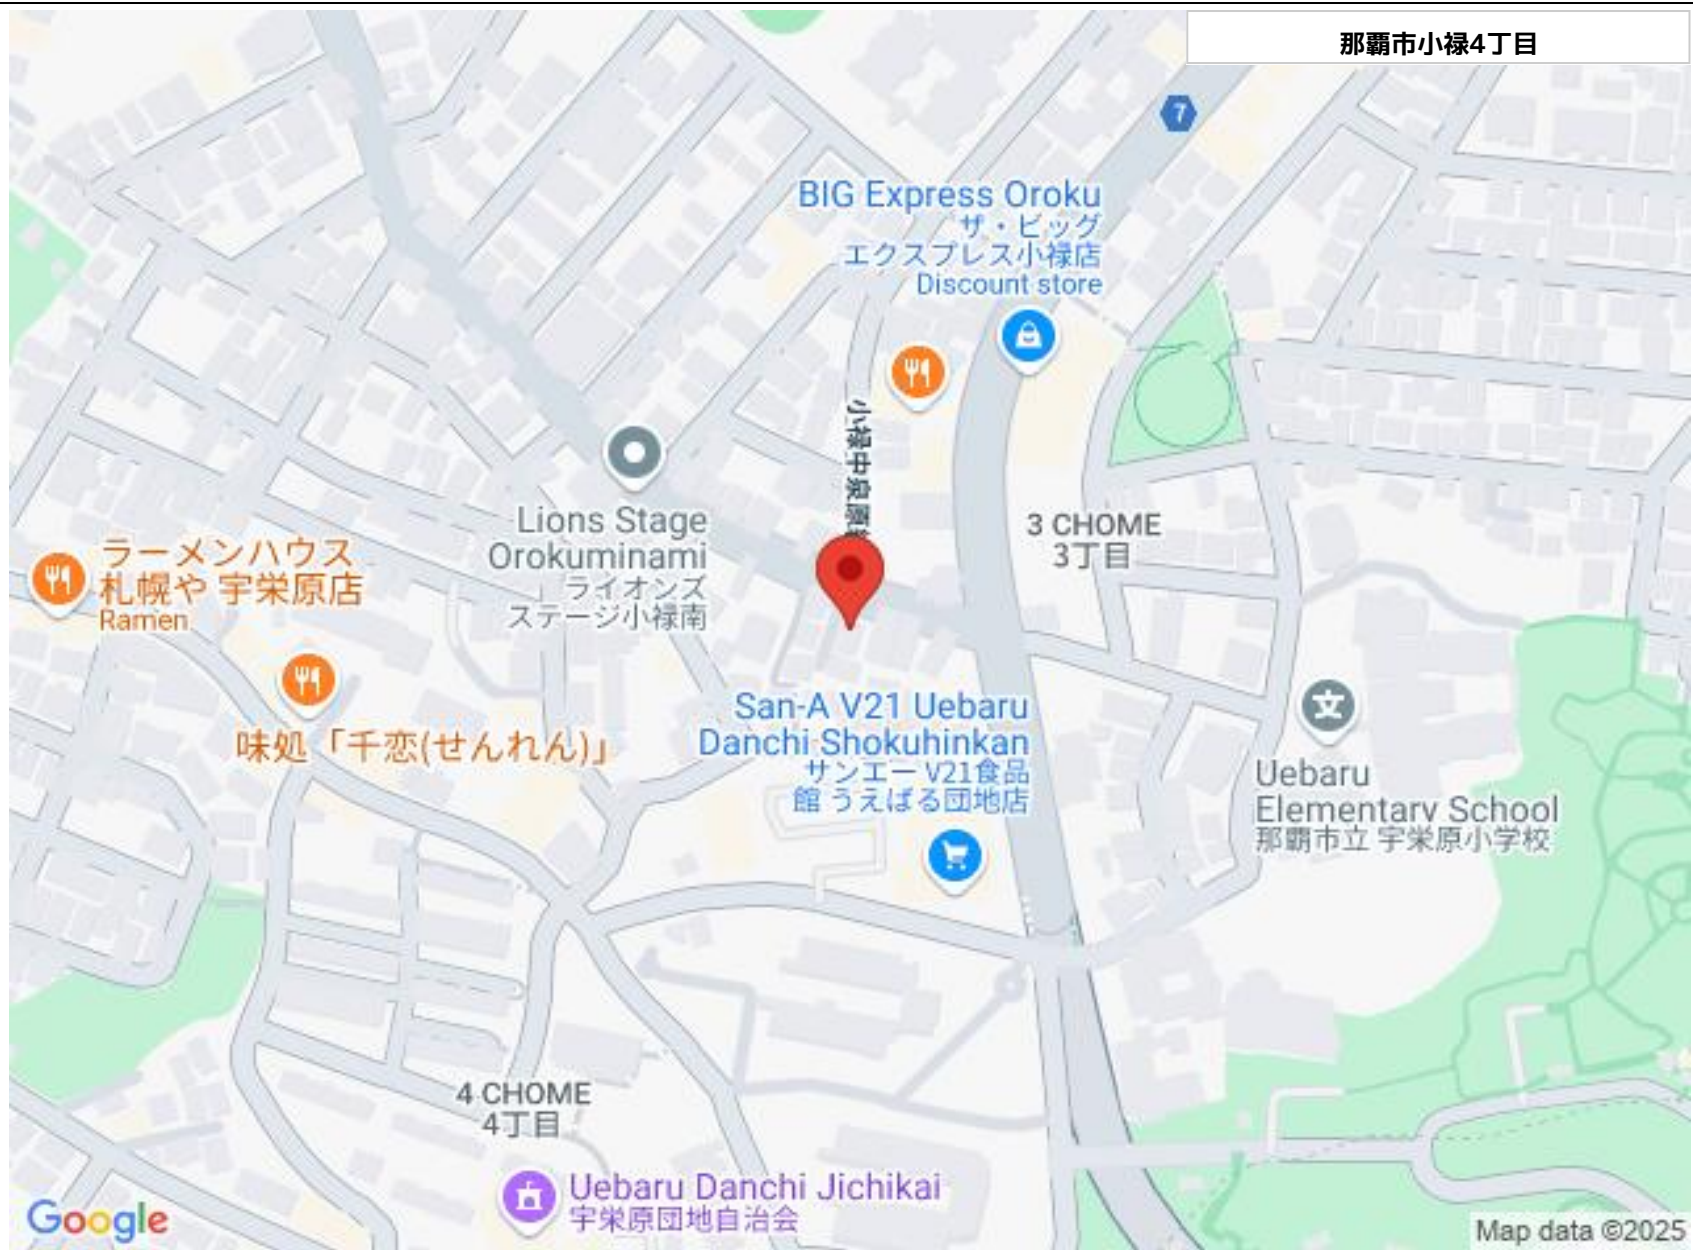 那覇市小禄4丁目
7
BIG Express Oroku
ザ・ビッグ
エクスプレス小禄店
Discount store
小禄中泉原
Lions Stage
Orokuminami
ライオンズ
ステージ小禄南
3 CHOME
3丁目
ラーメンハウス
札幌や 宇栄原店
Ramen
味処「千恋(せんれん)」
San-A V21 Uebaru
Danchi Shokuhinkan
サンエー V21食品
館 うえばる団地店
文
Uebaru
Elementary School
那覇市立 宇栄原小学校
4 CHOME
4丁目
Uebaru Danchi Jichikai
宇栄原団地自治会
Google
Map data ©2025